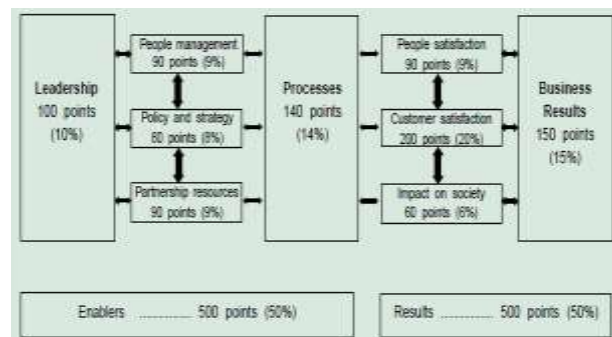 Leadership
100 points
(10%)
People management
90 points (9%)
Policy and strategy
60 points (8%)
Partnership resources
90 points (9%)
Processes
140 points
(14%)
People satisfaction
90 points (9%)
Customer satisfaction
200 points (20%)
Impact on society
60 points (6%)
Business
Results
150 points
(15%)
Enablers .............. 500 points (50%)
Results ........... 500 points (50%)